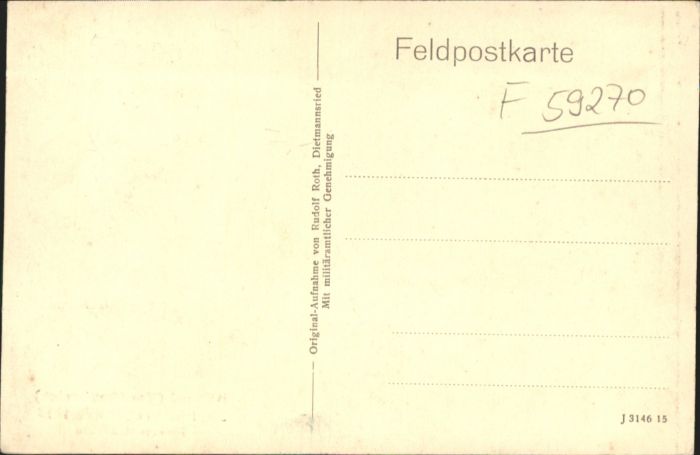 Feldpostkarte
F 59270
Original-Aufnahme von Rudolf Roth, Dietmannsried
Mit militäramtlicher Genehmigung
J 3146 15